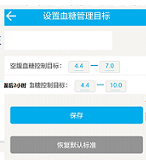 设置血糖管理目标
空腹血糖控制目标： 4.4 — 7.0
餐后2小时 血糖控制目标： 4.4 — 10.0
保存
恢复默认标准